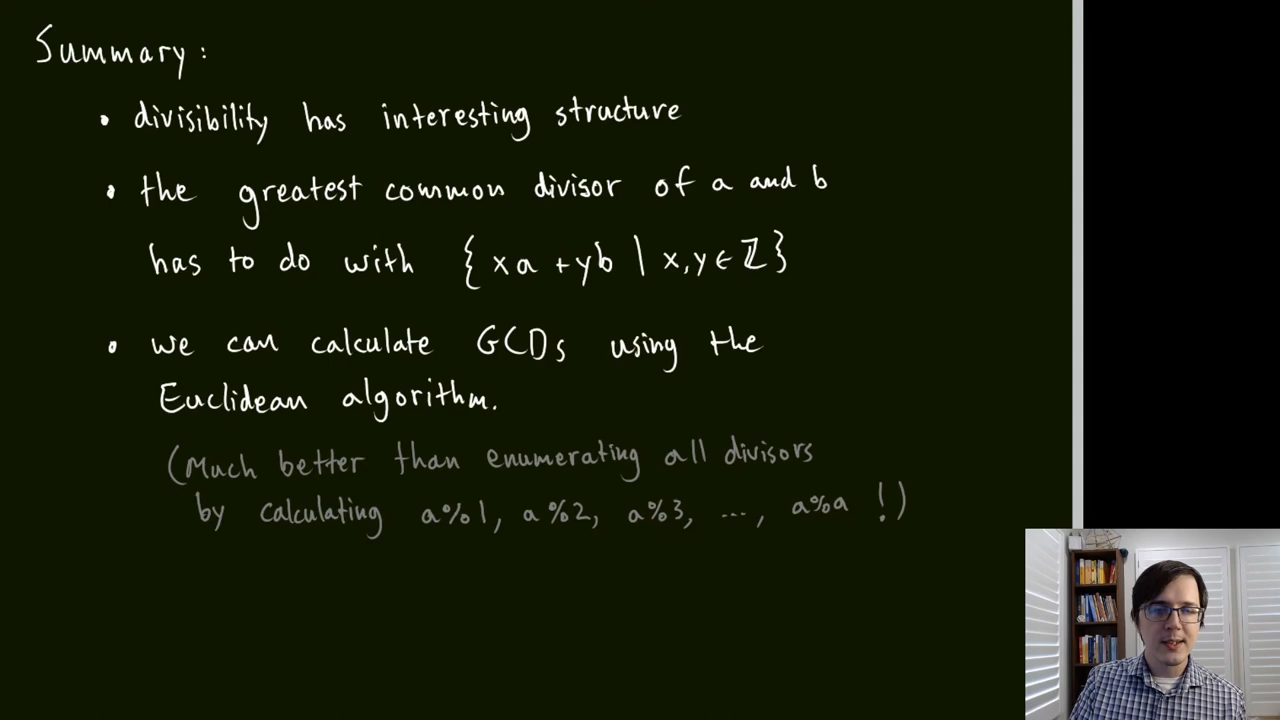 Summary:
• divisibility has interesting structure
• the greatest common divisor of a and b
has to do with { xa + yb | x, y ∈ ℤ }
• we can calculate GCDs using the
Euclidean algorithm.
(Much better than enumerating all divisors
by calculating a%1, a%2, a%3, ..., a%a !)